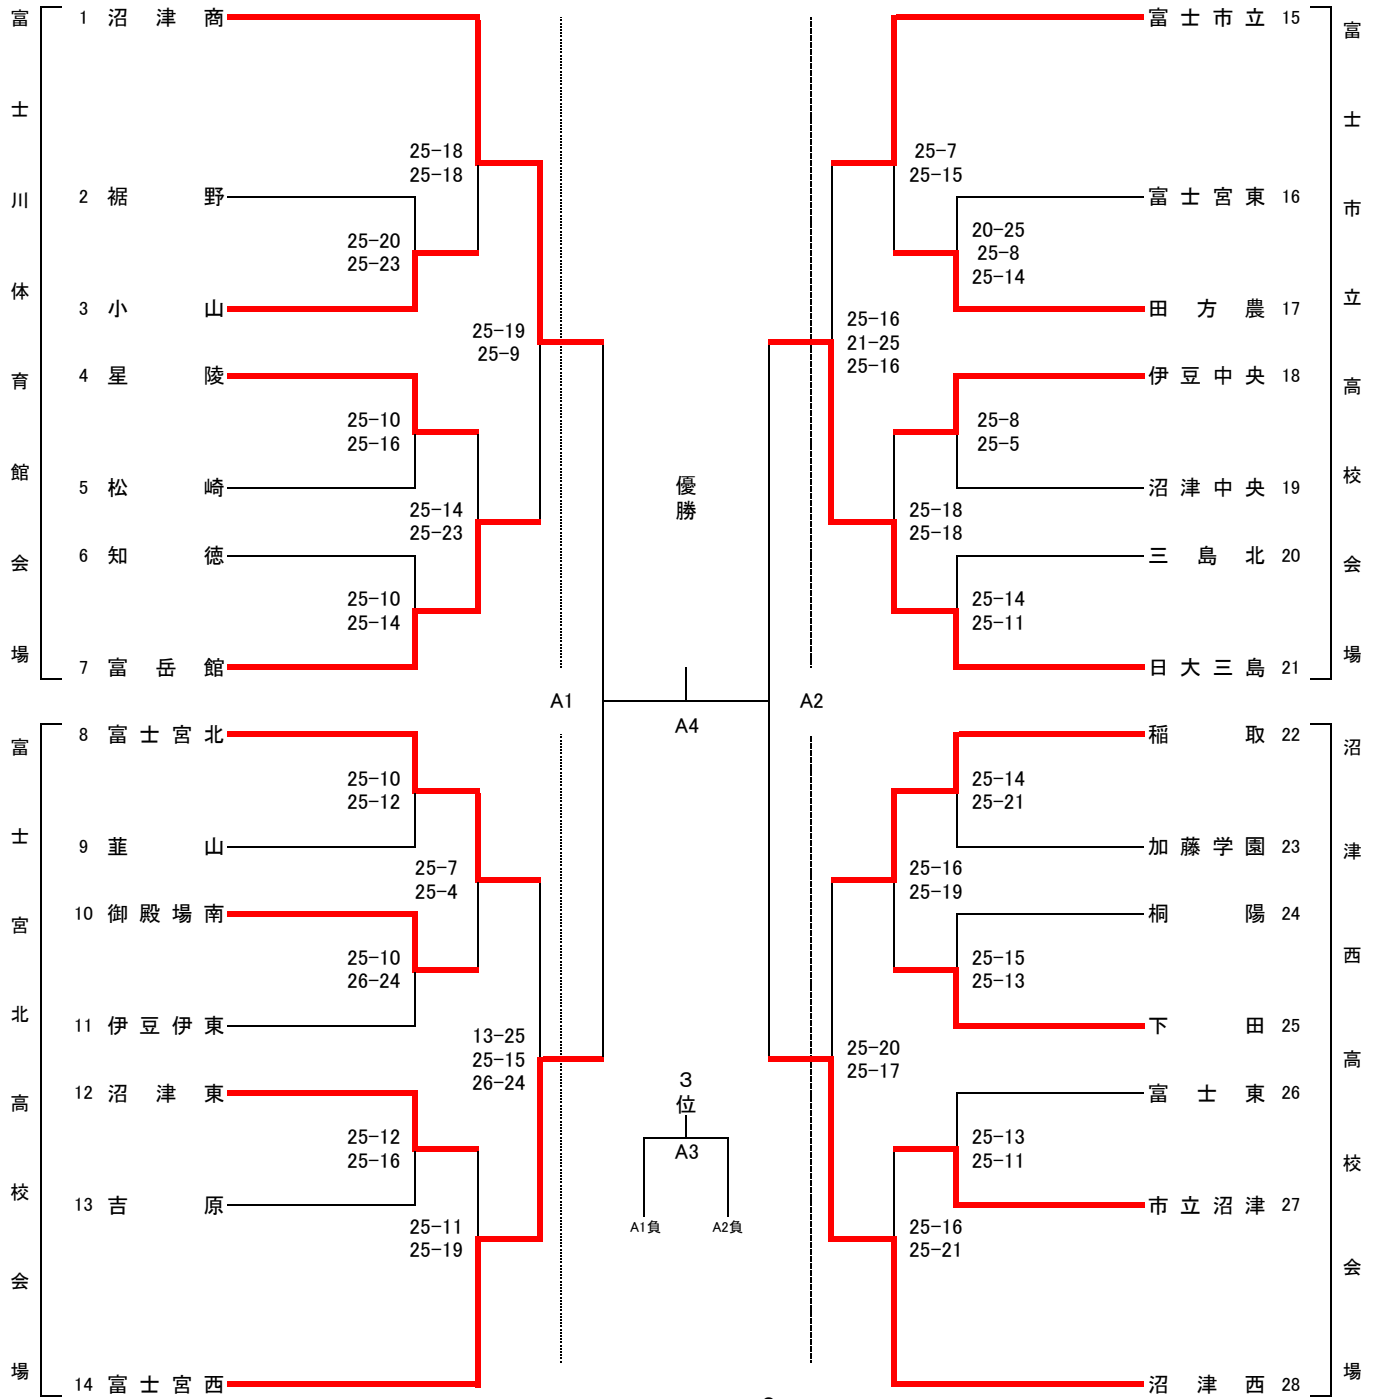 富士川体育館会場
1 沼津商
25-18
25-18
2 裾野
25-20
25-23
3 小山
25-19
25-9
4 星陵
25-10
25-16
5 松崎
25-14
25-23
6 知徳
25-10
25-14
7 富岳館
富士宮北高校会場
8 富士宮北
25-10
25-12
9 韮山
25-7
25-4
10 御殿場南
25-10
26-24
11 伊豆伊東
13-25
25-15
26-24
12 沼津東
25-12
25-16
13 吉原
25-11
25-19
14 富士宮西
優勝
A1
A4
A2
3位
A3
A1負
A2負
富士市立高校会場
富士市立 15
25-7
25-15
富士宮東 16
20-25
25-8
25-14
田方農 17
25-16
21-25
25-16
伊豆中央 18
25-8
25-5
沼津中央 19
25-18
25-18
三島北 20
25-14
25-11
日大三島 21
沼津西高校会場
稲取 22
25-14
25-21
加藤学園 23
25-16
25-19
桐陽 24
25-15
25-13
下田 25
25-20
25-17
富士東 26
25-13
25-11
市立沼津 27
25-16
25-21
沼津西 28